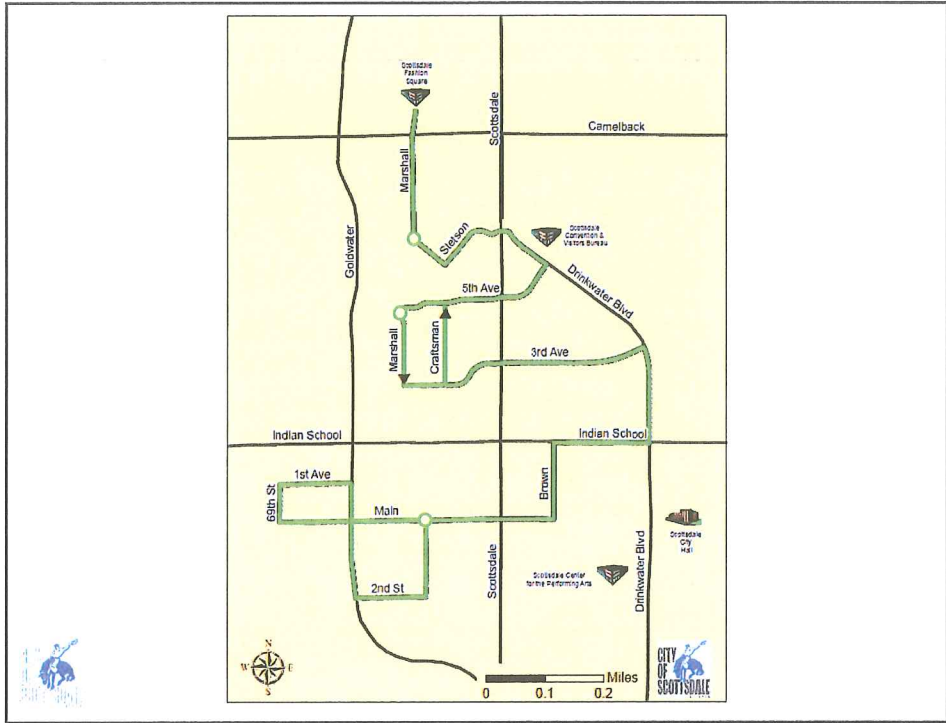 Scottsdale
Fashion
Square
Scottsdale
Camelback
Marshall
Stetson
Scottsdale
Convention &
Visitors Bureau
Goldwater
5th Ave
Drinkwater Blvd
Marshall
Craftsman
3rd Ave
Indian School
Indian School
1st Ave
69th St
Main
Brown
Scottsdale
City
Hall
2nd St
Scottsdale
Scottsdale Center
for the Performing Arts
Drinkwater Blvd
N
W E
S
Miles
0 0.1 0.2
CITY
OF
SCOTTSDALE